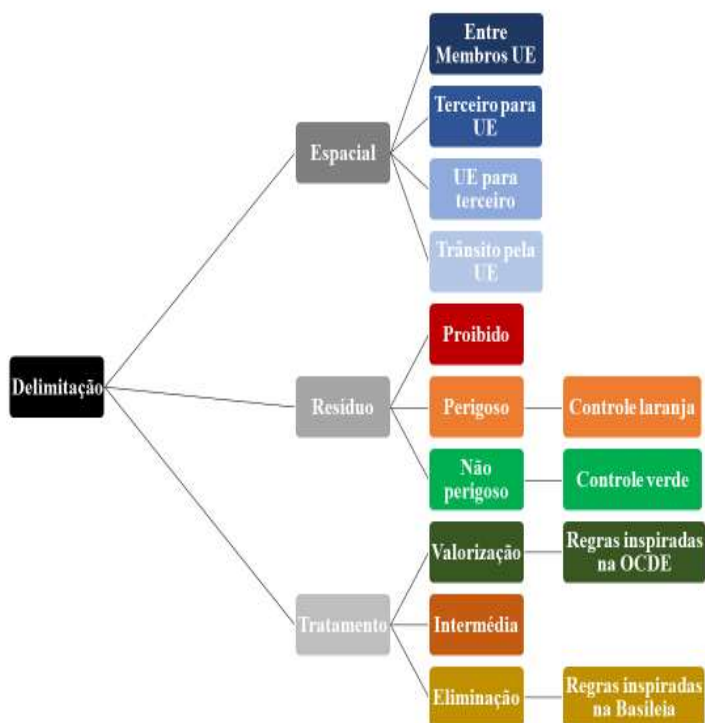 Delimitação
Espacial
Entre
Membros UE
Terceiro para
UE
UE para
terceiro
Trânsito pela
UE
Resíduo
Proibido
Perigoso
Controle laranja
Não
perigoso
Controle verde
Tratamento
Valorização
Regras inspiradas
na OCDE
Intermédia
Eliminação
Regras inspiradas
na Basileia